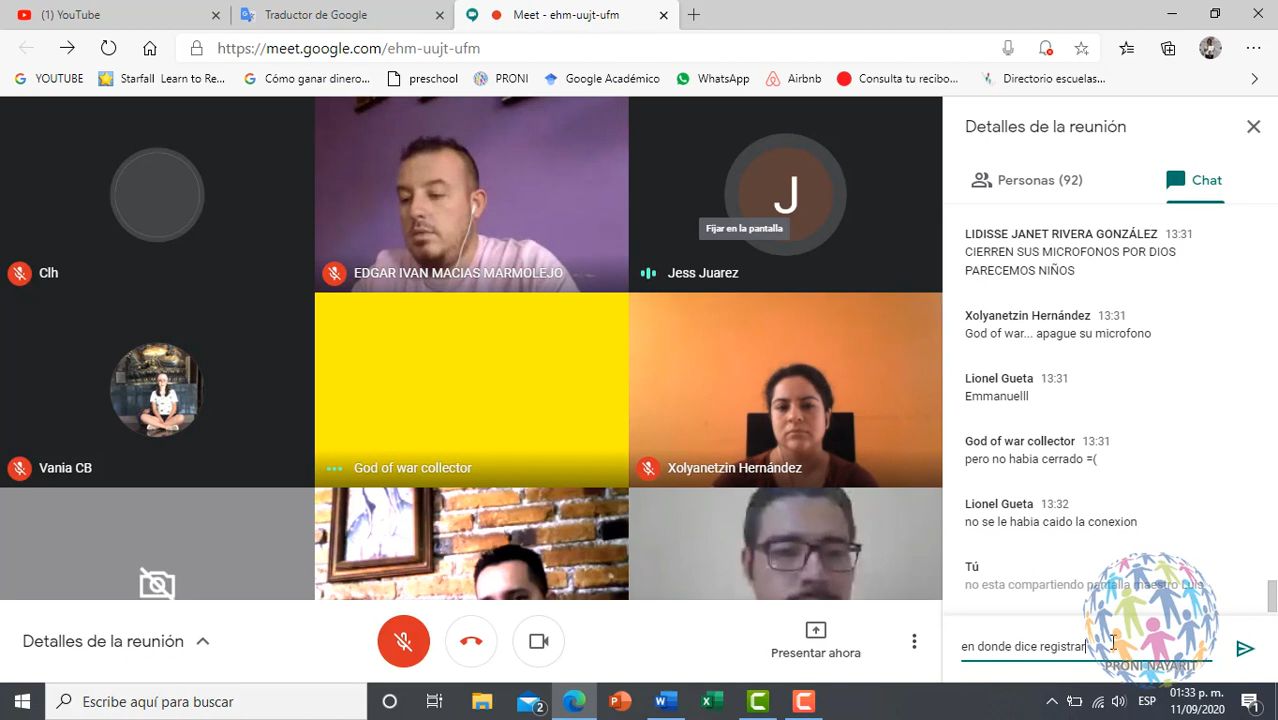 (1) YouTube
Traductor de Google
Meet - ehm-uujt-ufm
https://meet.google.com/ehm-uujt-ufm
YOUTUBE
Starfall Learn to Re...
Cómo ganar dinero...
preschool
PRONI
Google Académico
WhatsApp
Airbnb
Consulta tu recibo...
Directorio escuelas...
Clh
EDGAR IVAN MACIAS MARMOLEJO
J
Fijar en la pantalla
Jess Juarez
Vania CB
God of war collector
Xolyanetzin Hernández
Detalles de la reunión
Personas (92)
Chat
LIDISSE JANET RIVERA GONZÁLEZ 13:31
CIERREN SUS MICROFONOS POR DIOS
PARECEMOS NIÑOS
Xolyanetzin Hernández 13:31
God of war... apague su microfono
Lionel Gueta 13:31
Emmanuelll
God of war collector 13:31
pero no habia cerrado =(
Lionel Gueta 13:32
no se le habia caido la conexion
Tú
no esta compartiendo pantalla maestro Luis
en donde dice registrar
PRONI NAYARIT
Detalles de la reunión
Presentar ahora
Escribe aquí para buscar
2
ESP
01:33 p. m.
11/09/2020
1